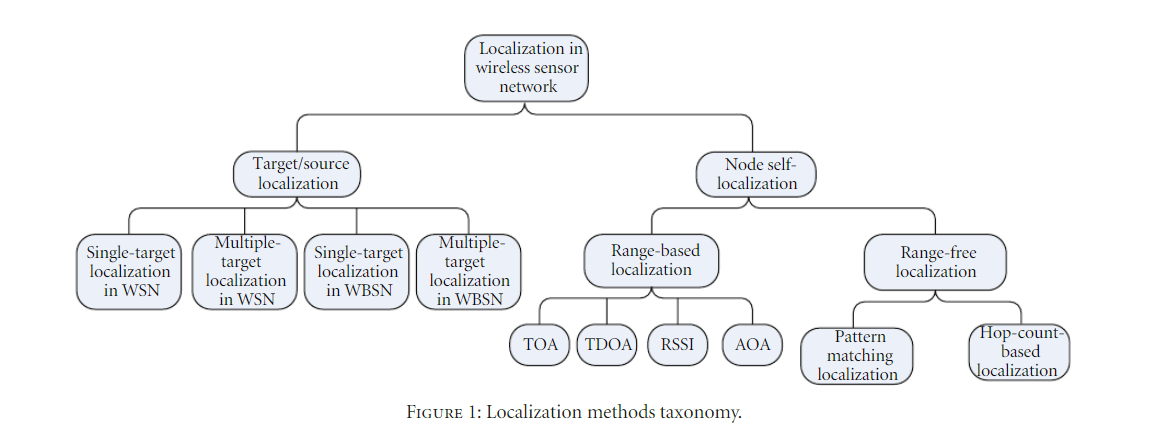 Localization in
wireless sensor
network
Target/source
localization
Node self-
localization
Single-target
localization
in WSN
Multiple-
target
localization
in WSN
Single-target
localization
in WBSN
Multiple-
target
localization
in WBSN
Range-based
localization
Range-free
localization
TOA
TDOA
RSSI
AOA
Pattern
matching
localization
Hop-count-
based
localization
FIGURE 1: Localization methods taxonomy.